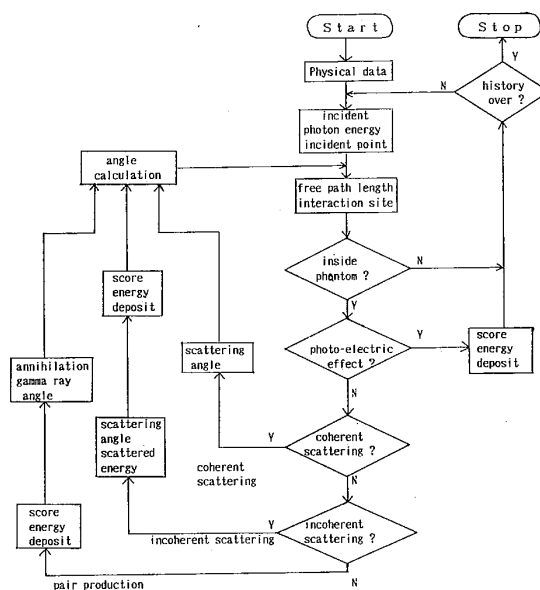 Start
Stop
Physical data
history
over ?
Y
N
incident
photon energy
incident point
angle
calculation
free path length
interaction site
inside
phantom ?
N
Y
score
energy
deposit
photo-electric
effect ?
Y
score
energy
deposit
scattering
angle
annihilation
gamma ray
angle
N
scattering
angle
scattered
energy
coherent
scattering ?
Y
coherent
scattering
N
score
energy
deposit
incoherent
scattering ?
Y
incoherent scattering
N
pair production